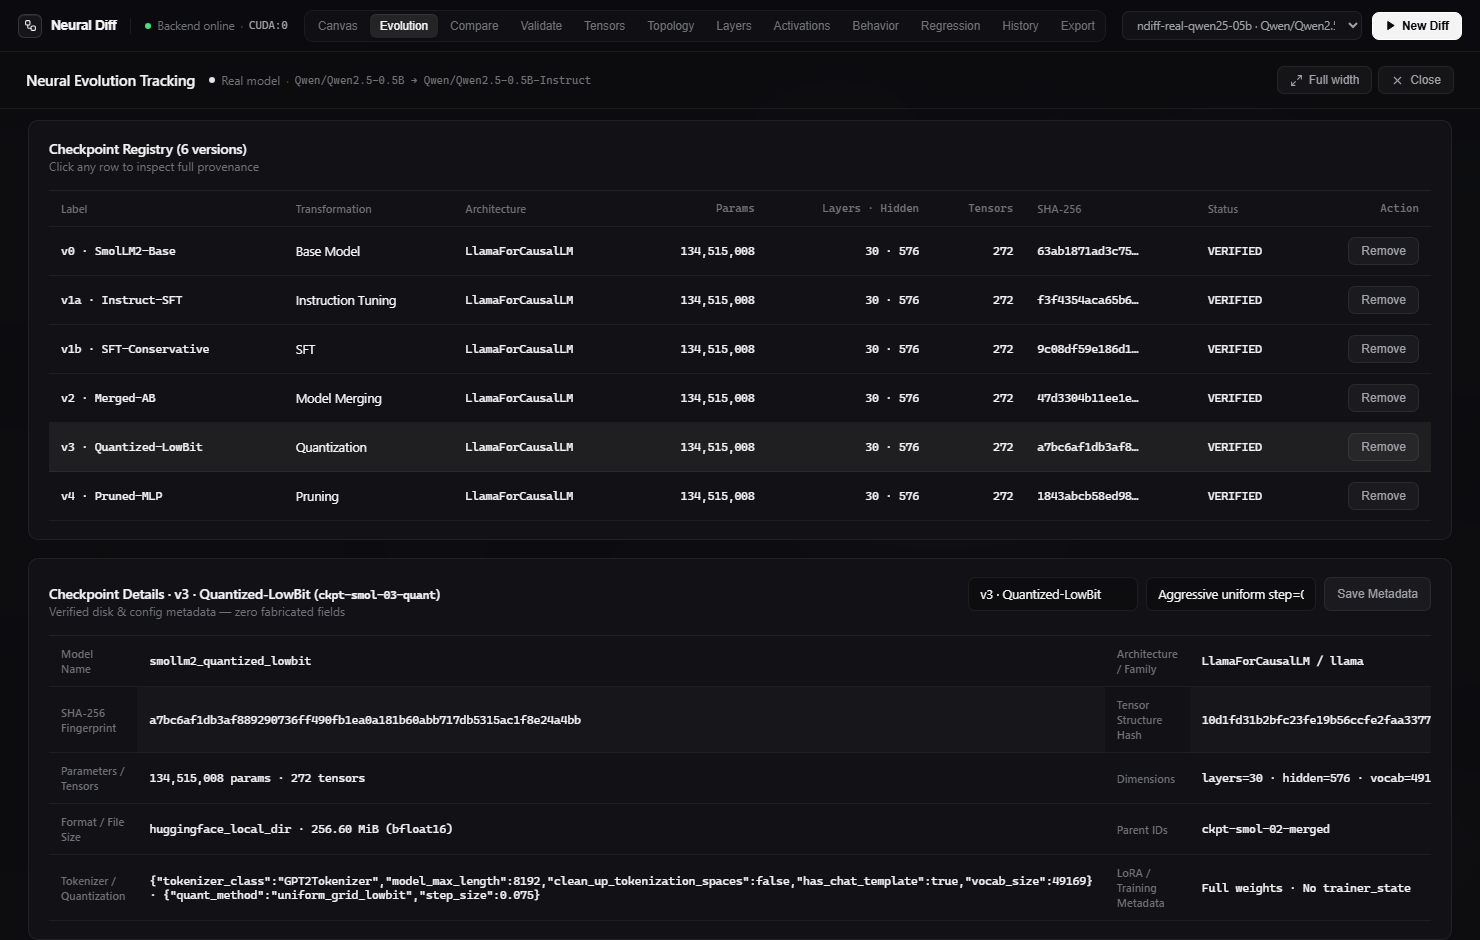 Neural Diff
Backend online · CUDA:0
Canvas Evolution Compare Validate Tensors Topology Layers Activations Behavior Regression History Export
ndiff-real-qwen25-05b · Qwen/Qwen2.
New Diff
Neural Evolution Tracking
Real model · Qwen/Qwen2.5-0.5B → Qwen/Qwen2.5-0.5B-Instruct
Full width
Close
Checkpoint Registry (6 versions)
Click any row to inspect full provenance
Label Transformation Architecture Params Layers · Hidden Tensors SHA-256 Status Action
v0 · SmolLM2-Base Base Model LlamaForCausalLM 134,515,008 30 · 576 272 63ab1871ad3c75… VERIFIED Remove
v1a · Instruct-SFT Instruction Tuning LlamaForCausalLM 134,515,008 30 · 576 272 f3f4354aca65b6… VERIFIED Remove
v1b · SFT-Conservative SFT LlamaForCausalLM 134,515,008 30 · 576 272 9c08df59e186d1… VERIFIED Remove
v2 · Merged-AB Model Merging LlamaForCausalLM 134,515,008 30 · 576 272 47d3304b11ee1e… VERIFIED Remove
v3 · Quantized-LowBit Quantization LlamaForCausalLM 134,515,008 30 · 576 272 a7bc6af1db3af8… VERIFIED Remove
v4 · Pruned-MLP Pruning LlamaForCausalLM 134,515,008 30 · 576 272 1843abcb58ed98… VERIFIED Remove
Checkpoint Details · v3 · Quantized-LowBit (ckpt-smol-03-quant)
Verified disk & config metadata — zero fabricated fields
v3 · Quantized-LowBit
Aggressive uniform step=(
Save Metadata
Model
Name
smollm2_quantized_lowbit
Architecture
/ Family
LlamaForCausalLM / llama
SHA-256
Fingerprint
a7bc6af1db3af889290736ff490fb1ea0a181b60abb717db5315ac1f8e24a4bb
Tensor
Structure
Hash
10d1fd31b2bfc23fe19b56ccfe2faa3377
Parameters /
Tensors
134,515,008 params · 272 tensors
Dimensions
layers=30 · hidden=576 · vocab=491
Format / File
Size
huggingface_local_dir · 256.60 MiB (bfloat16)
Parent IDs
ckpt-smol-02-merged
Tokenizer /
Quantization
{"tokenizer_class":"GPT2Tokenizer","model_max_length":8192,"clean_up_tokenization_spaces":false,"has_chat_template":true,"vocab_size":49169}
· {"quant_method":"uniform_grid_lowbit","step_size":0.075}
LoRA /
Training
Metadata
Full weights · No trainer_state